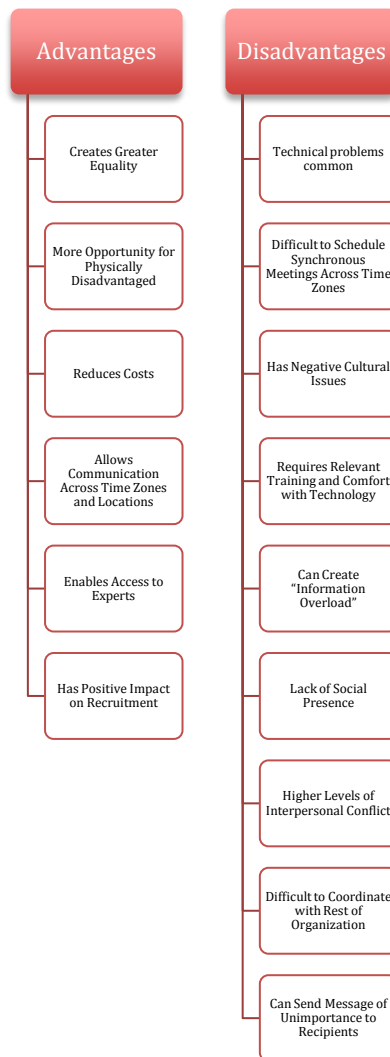 Advantages
Creates Greater
Equality
More Opportunity for
Physically
Disadvantaged
Reduces Costs
Allows
Communication
Across Time Zones
and Locations
Enables Access to
Experts
Has Positive Impact
on Recruitment
Disadvantages
Technical problems
common
Difficult to Schedule
Synchronous
Meetings Across Time
Zones
Has Negative Cultural
Issues
Requires Relevant
Training and Comfort
with Technology
Can Create
“Information
Overload”
Lack of Social
Presence
Higher Levels of
Interpersonal Conflict
Difficult to Coordinate
with Rest of
Organization
Can Send Message of
Unimportance to
Recipients